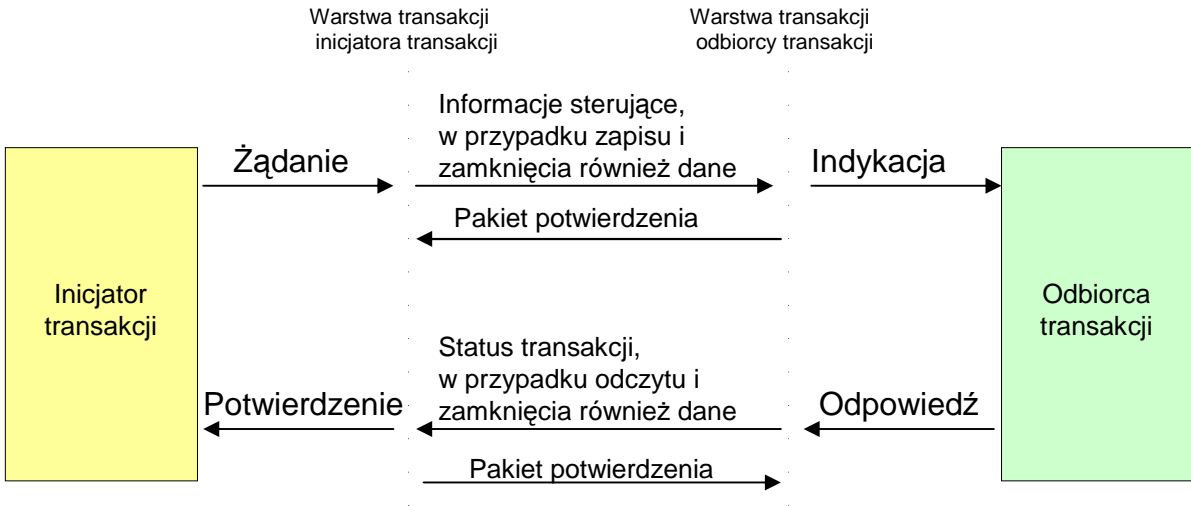 Warstwa transakcji
inicjatora transakcji
Warstwa transakcji
odbiorcy transakcji
Informacje sterujące,
w przypadku zapisu i
zamknięcia również dane
Żądanie
Indykacja
Pakiet potwierdzenia
Inicjator
transakcji
Odbiorca
transakcji
Status transakcji,
w przypadku odczytu i
zamknięcia również dane
Potwierdzenie
Odpowiedź
Pakiet potwierdzenia